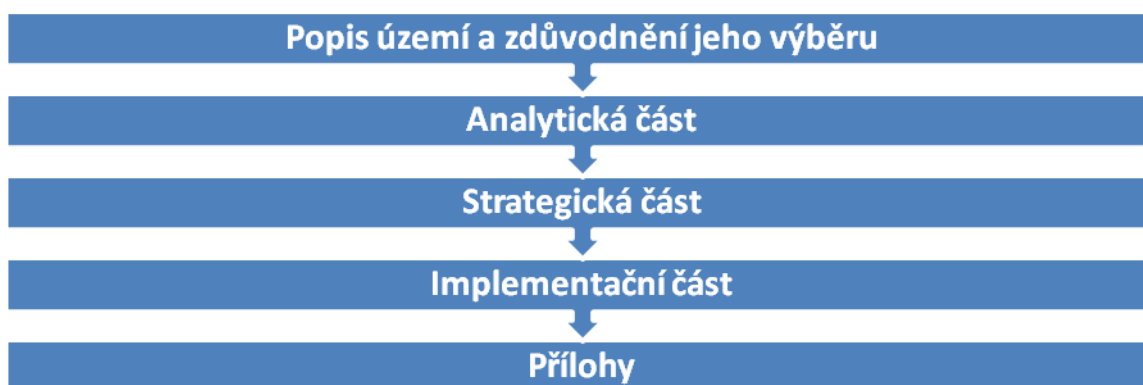 Popis území a zdůvodnění jeho výběru
Analytická část
Strategická část
Implementační část
Přílohy